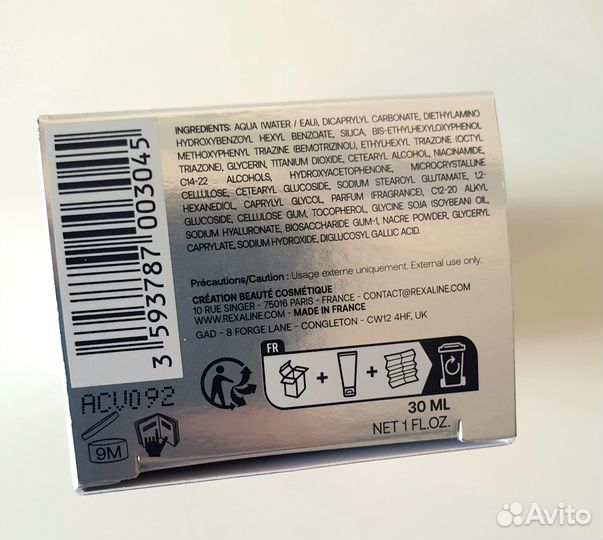 INGREDIENTS: AQUA (WATER / EAU), DICAPRYLYL CARBONATE, DIETHYLAMINO
HYDROXYBENZOYL HEXYL BENZOATE, SILICA, BIS-ETHYLHEXYLOXYPHENOL
METHOXYPHENYL TRIAZINE (BEMOTRIZINOL), ETHYLHEXYL TRIAZONE (OCTYL
TRIAZONE), GLYCERIN, TITANIUM DIOXIDE, CETEARYL ALCOHOL, NIACINAMIDE,
C14-22 ALCOHOLS, HYDROXYACETOPHENONE, MICROCRYSTALLINE
CELLULOSE, CETEARYL GLUCOSIDE, SODIUM STEAROYL GLUTAMATE, 1,2-
HEXANEDIOL, CAPRYLYL GLYCOL, PARFUM (FRAGRANCE), C12-20 ALKYL
GLUCOSIDE, CELLULOSE GUM, TOCOPHEROL, GLYCINE SOJA (SOYBEAN) OIL,
SODIUM HYALURONATE, BIOSACCHARIDE GUM-1, NACRE POWDER, GLYCERYL
CAPRYLATE, SODIUM HYDROXIDE, DIGLUCOSYL GALLIC ACID.
Précautions/Caution : Usage externe uniquement. External use only.
CRÉATION BEAUTÉ COSMÉTIQUE
10 RUE SINGER - 75016 PARIS - FRANCE - CONTACT@REXALINE.COM
WWW.REXALINE.COM - MADE IN FRANCE
GAD - 8 FORGE LANE - CONGLETON - CW12 4HF, UK
FR
+ +
30 ML
NET 1 FL.OZ.
3 593787 003045
ACV092
9M
Avito